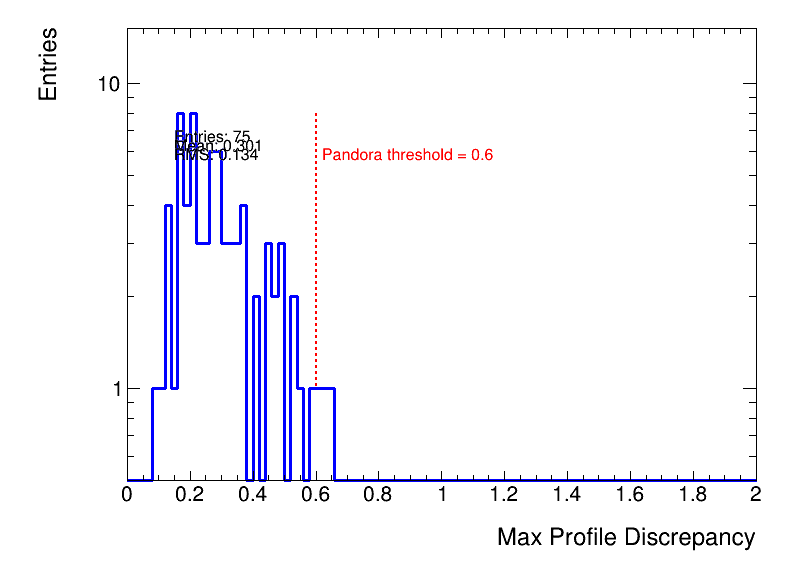 Entries
10
Entries: 75
Mean: 0.301
RMS: 0.134
Pandora threshold = 0.6
1
0 0.2 0.4 0.6 0.8 1 1.2 1.4 1.6 1.8 2
Max Profile Discrepancy